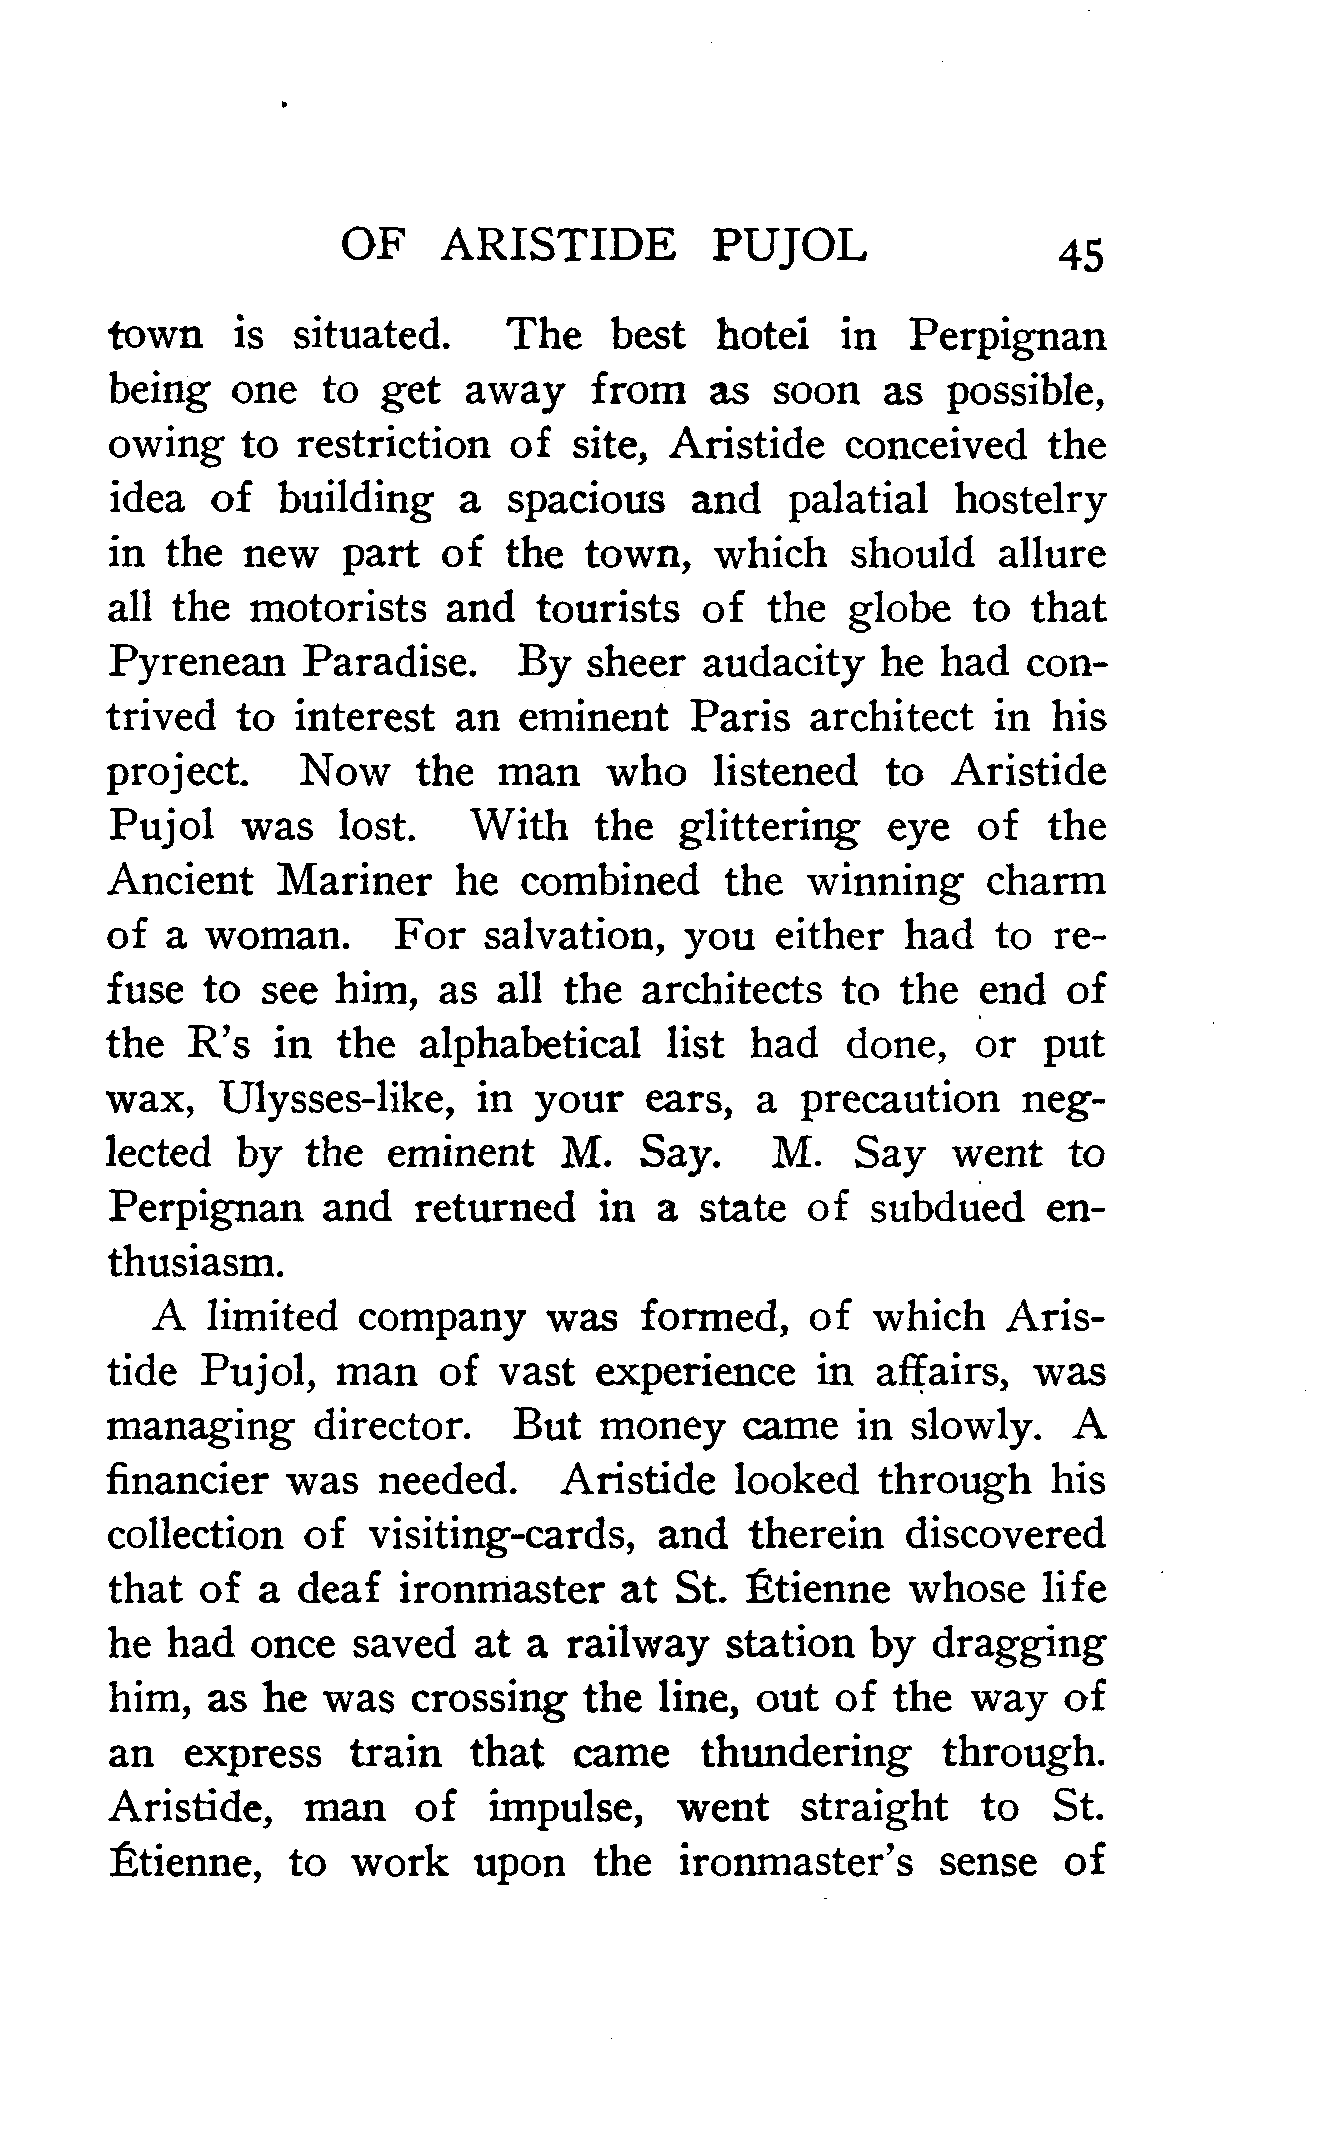 OF ARISTIDE PUJOL 45
town is situated. The best hotel in Perpignan
being one to get away from as soon as possible,
owing to restriction of site, Aristide conceived the
idea of building a spacious and palatial hostelry
in the new part of the town, which should allure
all the motorists and tourists of the globe to that
Pyrenean Paradise. By sheer audacity he had con-
trived to interest an eminent Paris architect in his
project. Now the man who listened to Aristide
Pujol was lost. With the glittering eye of the
Ancient Mariner he combined the winning charm
of a woman. For salvation, you either had to re-
fuse to see him, as all the architects to the end of
the R's in the alphabetical list had done, or put
wax, Ulysses-like, in your ears, a precaution neg-
lected by the eminent M. Say. M. Say went to
Perpignan and returned in a state of subdued en-
thusiasm.
A limited company was formed, of which Aris-
tide Pujol, man of vast experience in affairs, was
managing director. But money came in slowly. A
financier was needed. Aristide looked through his
collection of visiting-cards, and therein discovered
that of a deaf ironmaster at St. Étienne whose life
he had once saved at a railway station by dragging
him, as he was crossing the line, out of the way of
an express train that came thundering through.
Aristide, man of impulse, went straight to St.
Étienne, to work upon the ironmaster's sense of